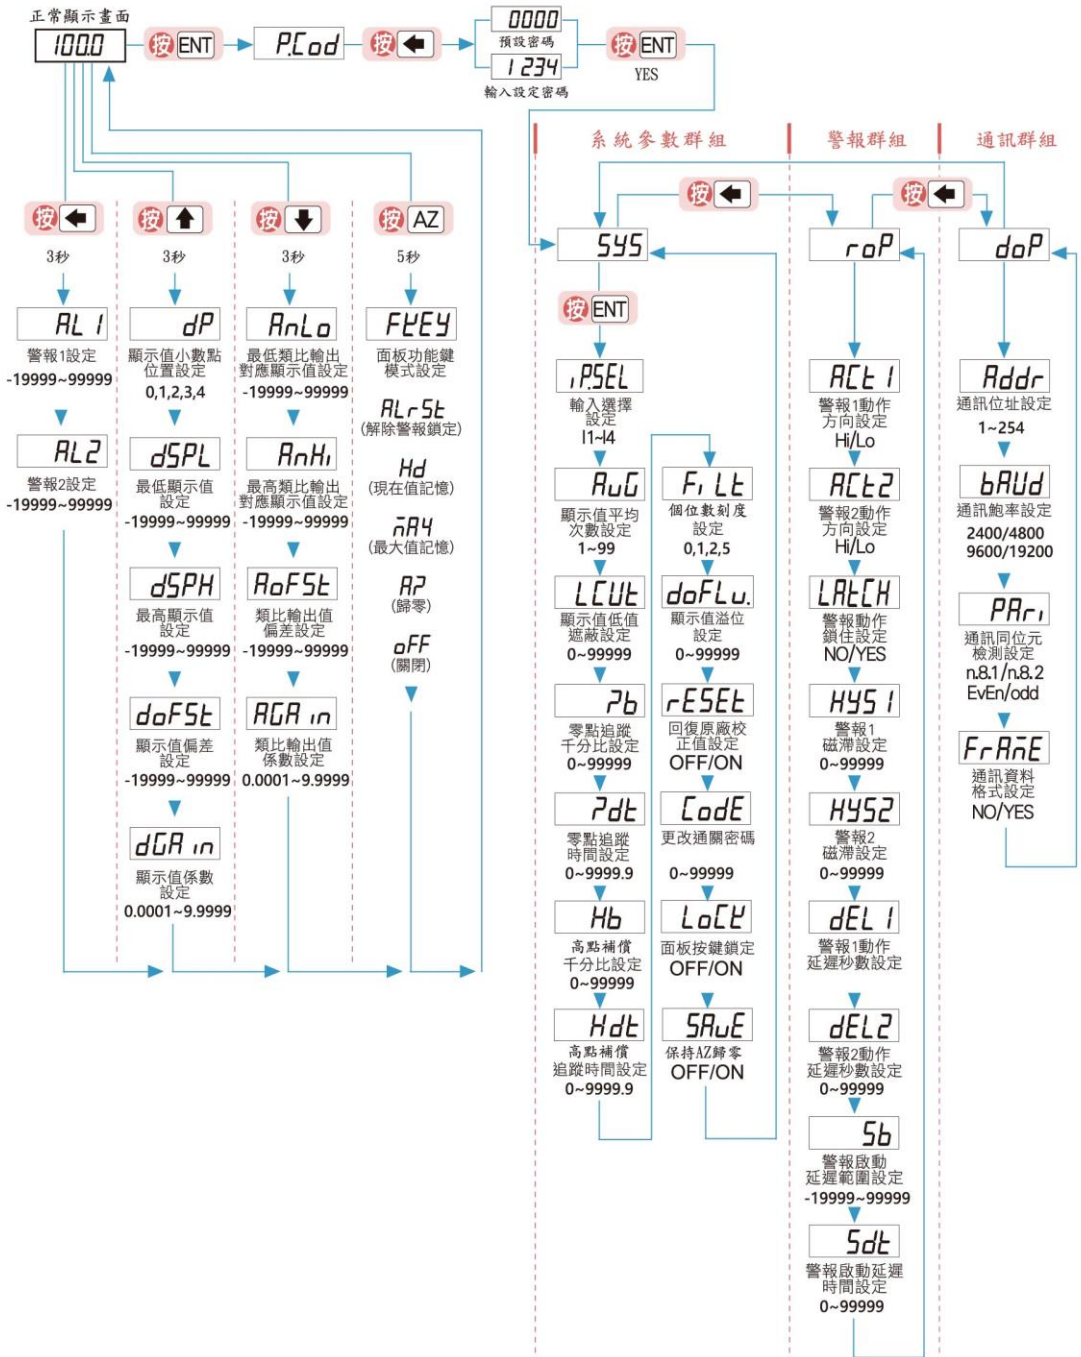 正常顯示畫面
100.0
按 ENT
P.Cod
按
0000
預設密碼
1234
輸入設定密碼
按 ENT
YES
系統參數群組
警報群組
通訊群組
按
按
SYS
roP
doP
按
3秒
AL1
警報1設定
-19999~99999
AL2
警報2設定
-19999~99999
按
3秒
dP
顯示值小數點
位置設定
0,1,2,3,4
dSPL
最低顯示值
設定
-19999~99999
dSPH
最高顯示值
設定
-19999~99999
doFSt
顯示值偏差
設定
-19999~99999
dGAin
顯示值係數
設定
0.0001~9.9999
按
3秒
AnLo
最低類比輸出
對應顯示值設定
-19999~99999
AnHi
最高類比輸出
對應顯示值設定
-19999~99999
AoFSt
類比輸出值
偏差設定
-19999~99999
AGAin
類比輸出值
係數設定
0.0001~9.9999
按 AZ
5秒
FKEY
面板功能鍵
模式設定
ALrSt
(解除警報鎖定)
Hd
(現在值記憶)
mAY
(最大值記憶)
AZ
(歸零)
oFF
(關閉)
按 ENT
iP.SEL
輸入選擇
設定
I1~I4
AvG
顯示值平均
次數設定
1~99
LCUt
顯示值低值
遮蔽設定
0~99999
Zb
零點追蹤
千分比設定
0~99999
Zdt
零點追蹤
時間設定
0~9999.9
Hb
高點補償
千分比設定
0~99999
Hdt
高點補償
追蹤時間設定
0~9999.9
FiLt
個位數刻度
設定
0,1,2,5
doFLv.
顯示值溢位
設定
0~99999
rESEt
回復原廠校
正值設定
OFF/ON
CodE
更改通關密碼
0~99999
LoCK
面板按鍵鎖定
OFF/ON
SAvE
保持AZ歸零
OFF/ON
ACt1
警報1動作
方向設定
Hi/Lo
ACt2
警報2動作
方向設定
Hi/Lo
LAtCH
警報動作
鎖住設定
NO/YES
HYS1
警報1
磁滯設定
0~99999
HYS2
警報2
磁滯設定
0~99999
dEL1
警報1動作
延遲秒數設定
dEL2
警報2動作
延遲秒數設定
0~99999
Sb
警報啟動
延遲範圍設定
-19999~99999
Sdt
警報啟動延遲
時間設定
0~99999
Addr
通訊位址設定
1~254
bAUd
通訊鮑率設定
2400/4800
9600/19200
PAri
通訊同位元
檢測設定
n.8.1/n.8.2
EvEn/odd
FrAmE
通訊資料
格式設定
NO/YES